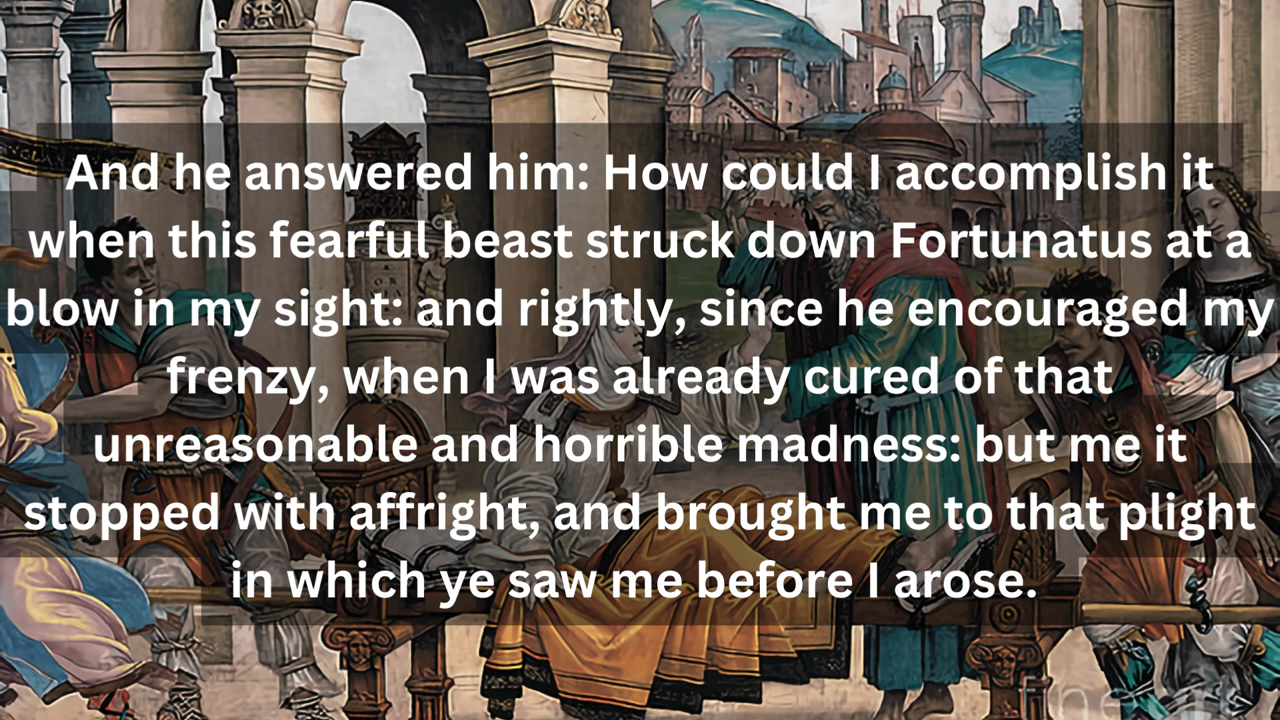 And he answered him: How could I accomplish it
when this fearful beast struck down Fortunatus at a
blow in my sight: and rightly, since he encouraged my
frenzy, when I was already cured of that
unreasonable and horrible madness: but me it
stopped with affright, and brought me to that plight
in which ye saw me before I arose.